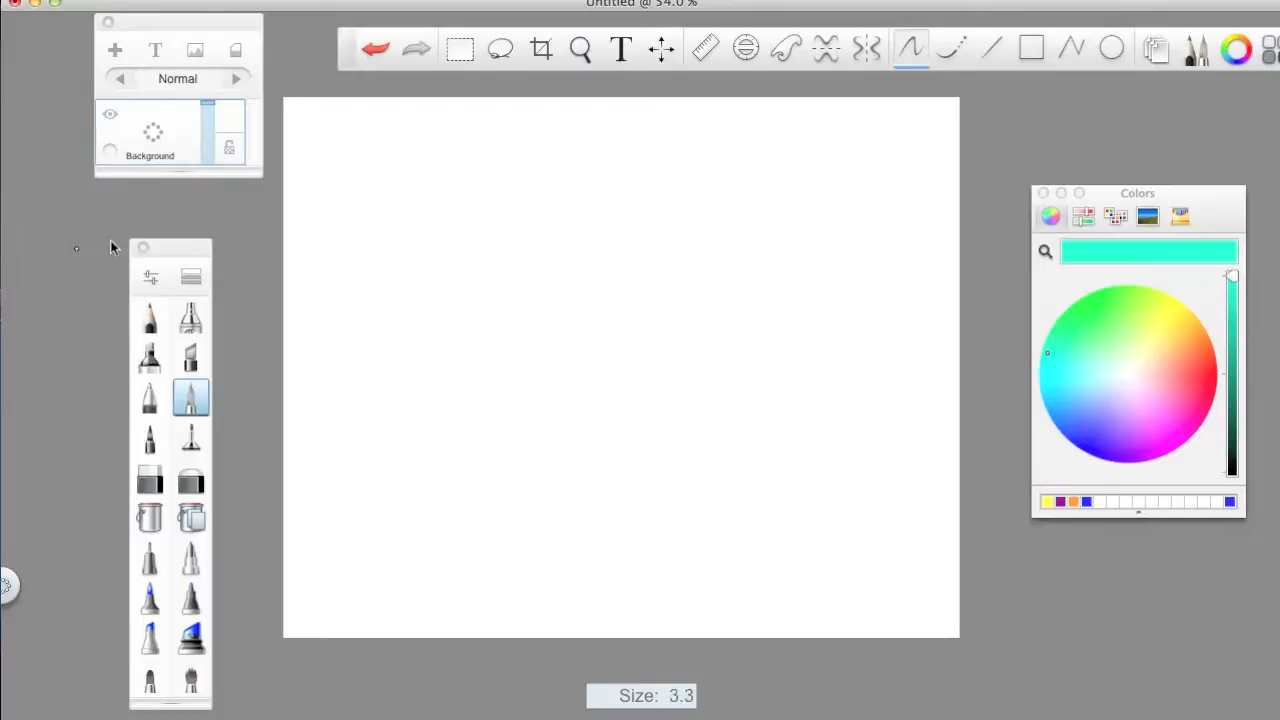 Untitled @ 54.0 %
T
T
Normal
Background
Colors
Size: 3.3